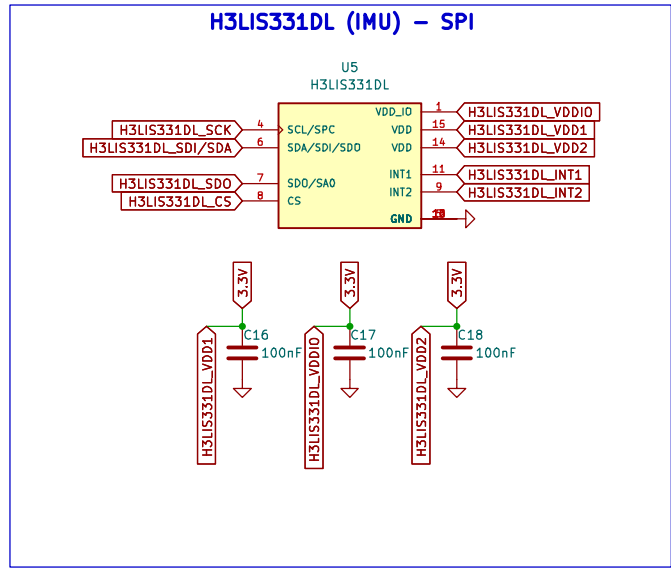 H3LIS331DL (IMU) - SPI
U5
H3LIS331DL
VDD_IO 1 H3LIS331DL_VDDIO
H3LIS331DL_SCK 4 SCL/SPC VDD 15 H3LIS331DL_VDD1
H3LIS331DL_SDI/SDA 6 SDA/SDI/SDO VDD 14 H3LIS331DL_VDD2
INT1 11 H3LIS331DL_INT1
H3LIS331DL_SDO 7 SDO/SA0 INT2 9 H3LIS331DL_INT2
H3LIS331DL_CS 8 CS
GND
3.3V 3.3V 3.3V
C16 C17 C18
100nF 100nF 100nF
H3LIS331DL_VDD1 H3LIS331DL_VDDIO H3LIS331DL_VDD2